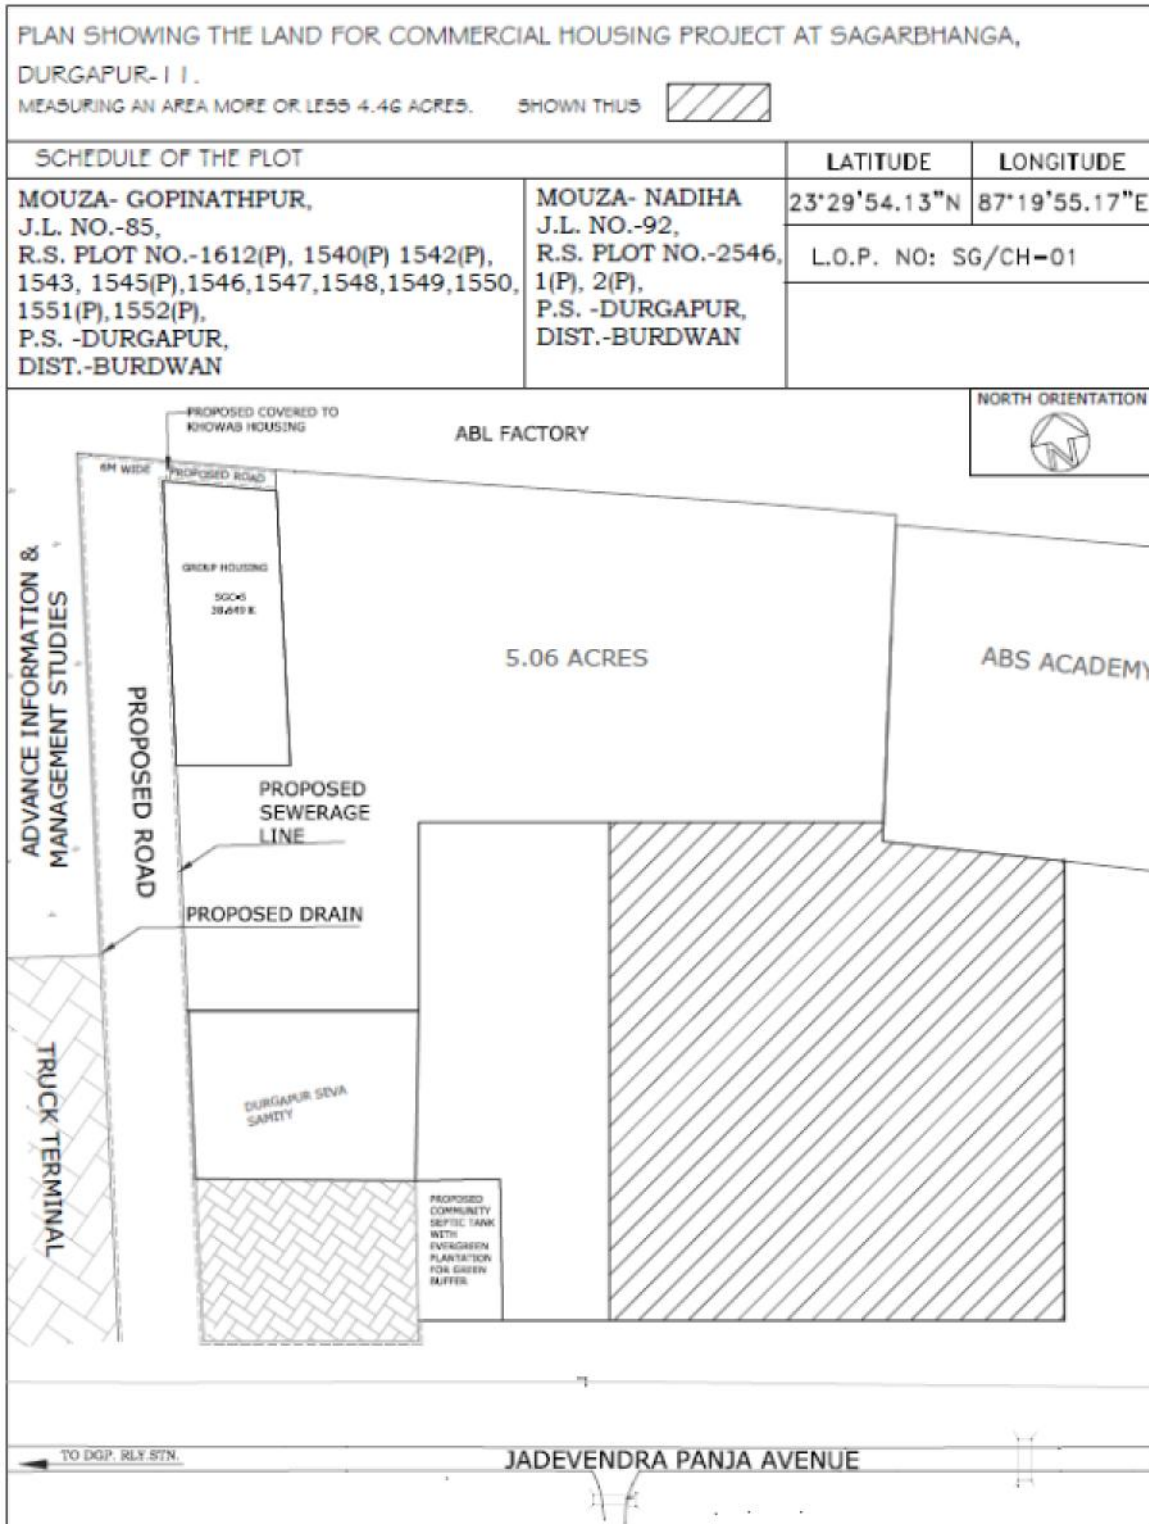 PLAN SHOWING THE LAND FOR COMMERCIAL HOUSING PROJECT AT SAGARBHANGA,
DURGAPUR-11.
MEASURING AN AREA MORE OR LESS 4.46 ACRES. SHOWN THUS
SCHEDULE OF THE PLOT
LATITUDE
LONGITUDE
MOUZA- GOPINATHPUR,
J.L. NO.-85,
R.S. PLOT NO.-1612(P), 1540(P) 1542(P),
1543, 1545(P),1546,1547,1548,1549,1550,
1551(P),1552(P),
P.S. -DURGAPUR,
DIST.-BURDWAN
MOUZA- NADIHA
J.L. NO.-92,
R.S. PLOT NO.-2546,
1(P), 2(P),
P.S. -DURGAPUR,
DIST.-BURDWAN
23°29'54.13"N
87°19'55.17"E
L.O.P. NO: SG/CH-01
NORTH ORIENTATION
N
PROPOSED COVERED TO
KHOWAB HOUSING
ABL FACTORY
6M WIDE
PROPOSED ROAD
GROUP HOUSING
ADVANCE INFORMATION &
MANAGEMENT STUDIES
5.06 ACRES
ABS ACADEMY
PROPOSED ROAD
PROPOSED
SEWERAGE
LINE
PROPOSED DRAIN
TRUCK TERMINAL
DURGAPUR SEVA
SAMITY
PROPOSED
COMMUNITY
SEPTIC TANK
WITH
EVERGREEN
PLANTATION
FOR GREEN
BUFFER
TO DGP. RLY.STN.
JADEVENDRA PANJA AVENUE